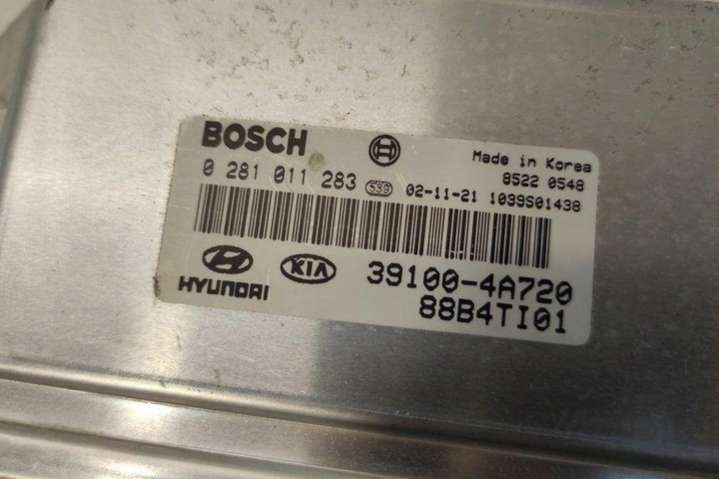 BOSCH
Made in Korea
8522 0548
0 281 011 283 S39 02-11-21 1039S01438
HYUNDAI KIA 39100-4A720
88B4TI01